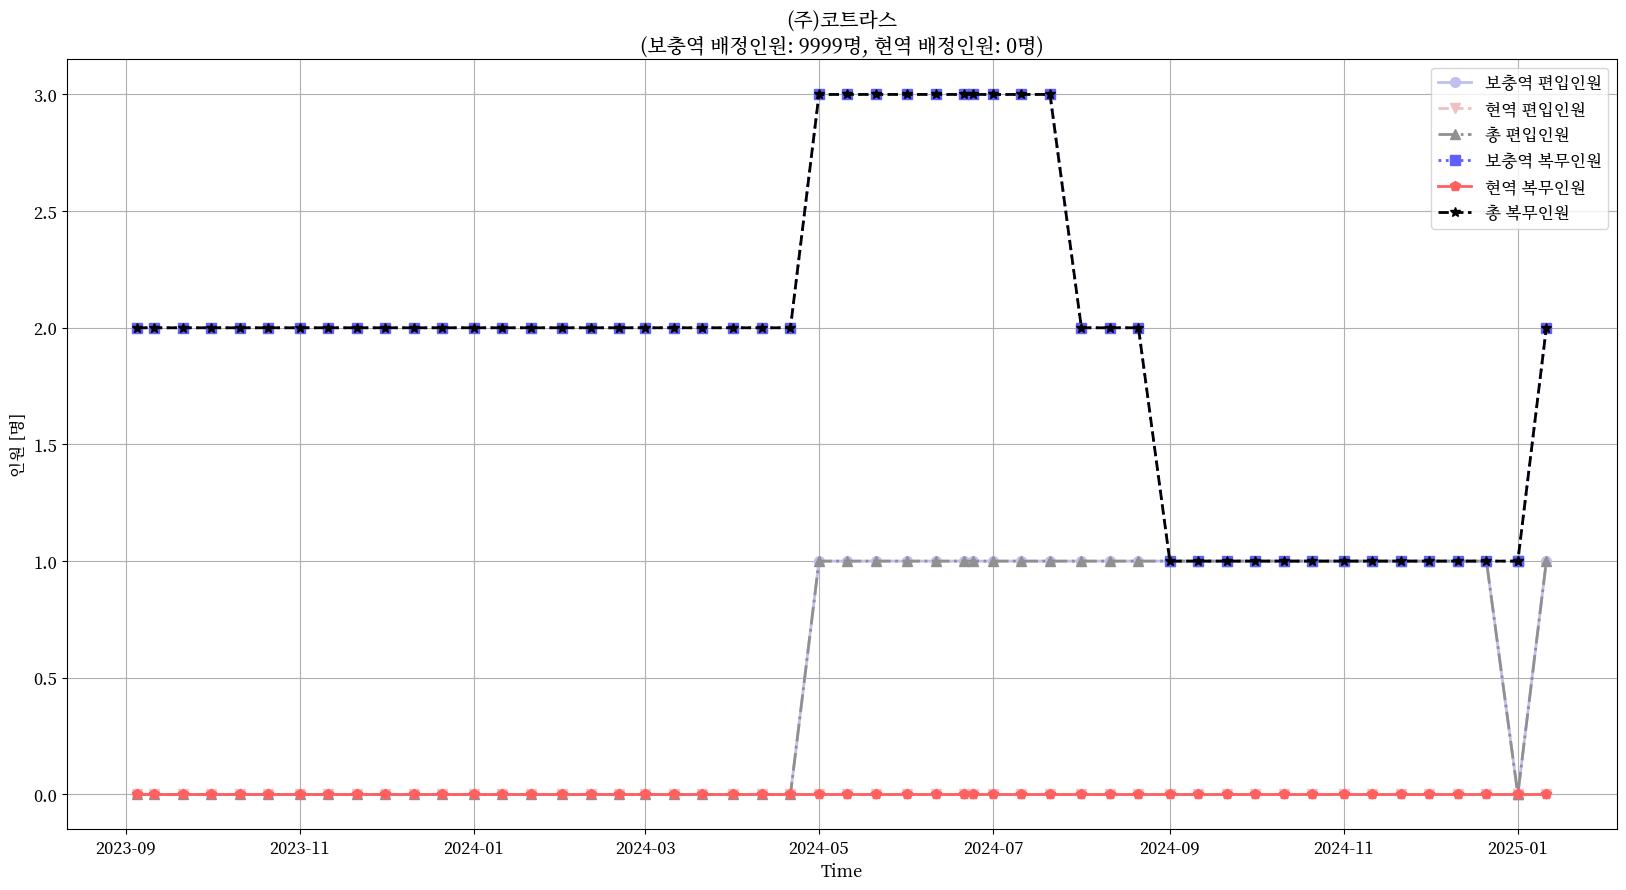 (주)코트라스
(보충역 배정인원: 9999명, 현역 배정인원: 0명)
보충역 편입인원
현역 편입인원
총 편입인원
보충역 복무인원
현역 복무인원
총 복무인원
인원 [명]
3.0
2.5
2.0
1.5
1.0
0.5
0.0
2023-09 2023-11 2024-01 2024-03 2024-05 2024-07 2024-09 2024-11 2025-01
Time